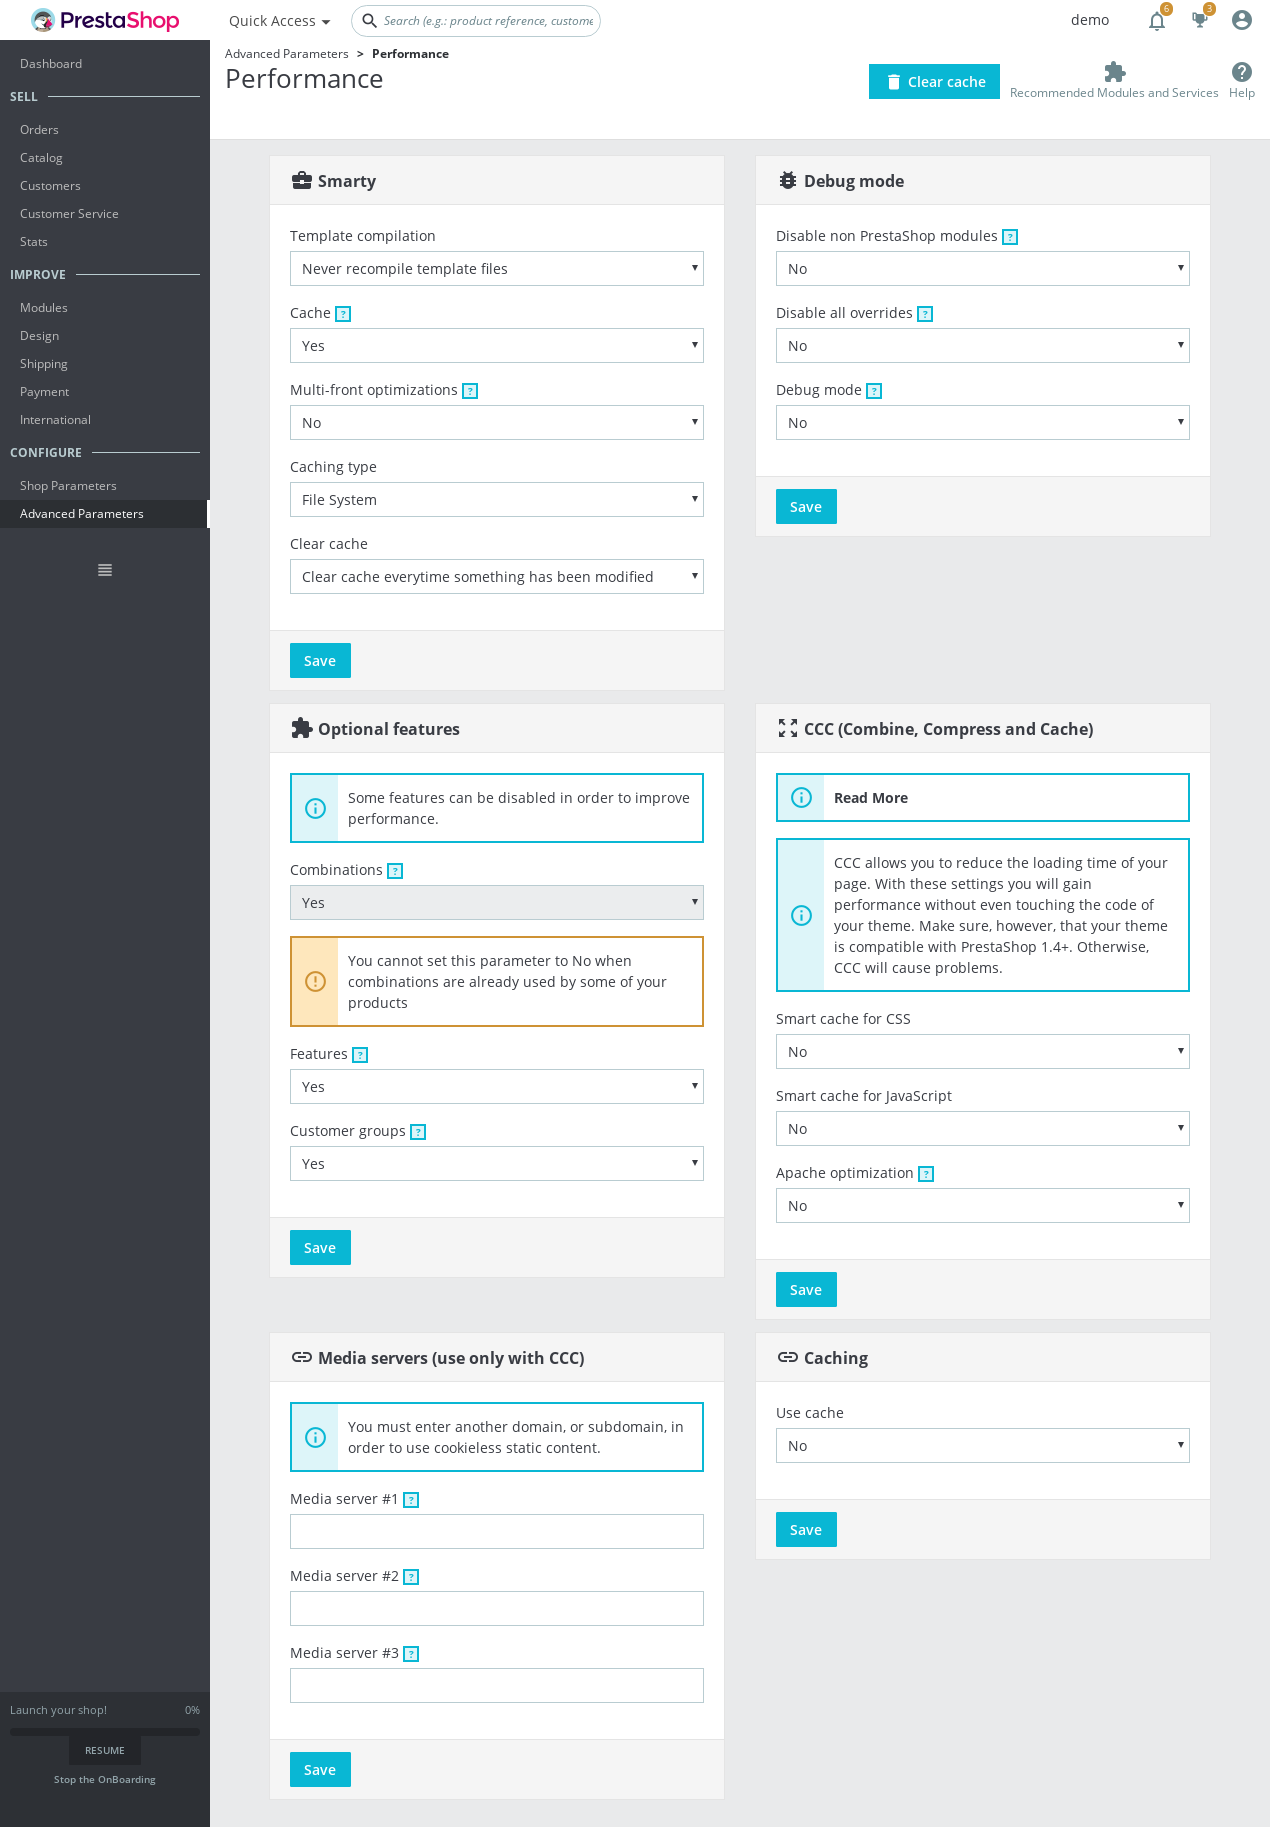 PrestaShop
Quick Access
Search (e.g.: product reference, custome
demo
6
3
Dashboard
SELL
Orders
Catalog
Customers
Customer Service
Stats
IMPROVE
Modules
Design
Shipping
Payment
International
CONFIGURE
Shop Parameters
Advanced Parameters
Launch your shop! 0%
RESUME
Stop the OnBoarding
Advanced Parameters > Performance
Performance
Clear cache
Recommended Modules and Services
Help
Smarty
Template compilation
Never recompile template files
Cache ?
Yes
Multi-front optimizations ?
No
Caching type
File System
Clear cache
Clear cache everytime something has been modified
Save
Debug mode
Disable non PrestaShop modules ?
No
Disable all overrides ?
No
Debug mode ?
No
Save
Optional features
Some features can be disabled in order to improve
performance.
Combinations ?
Yes
You cannot set this parameter to No when
combinations are already used by some of your
products
Features ?
Yes
Customer groups ?
Yes
Save
CCC (Combine, Compress and Cache)
Read More
CCC allows you to reduce the loading time of your
page. With these settings you will gain
performance without even touching the code of
your theme. Make sure, however, that your theme
is compatible with PrestaShop 1.4+. Otherwise,
CCC will cause problems.
Smart cache for CSS
No
Smart cache for JavaScript
No
Apache optimization ?
No
Save
Media servers (use only with CCC)
You must enter another domain, or subdomain, in
order to use cookieless static content.
Media server #1 ?
Media server #2 ?
Media server #3 ?
Save
Caching
Use cache
No
Save